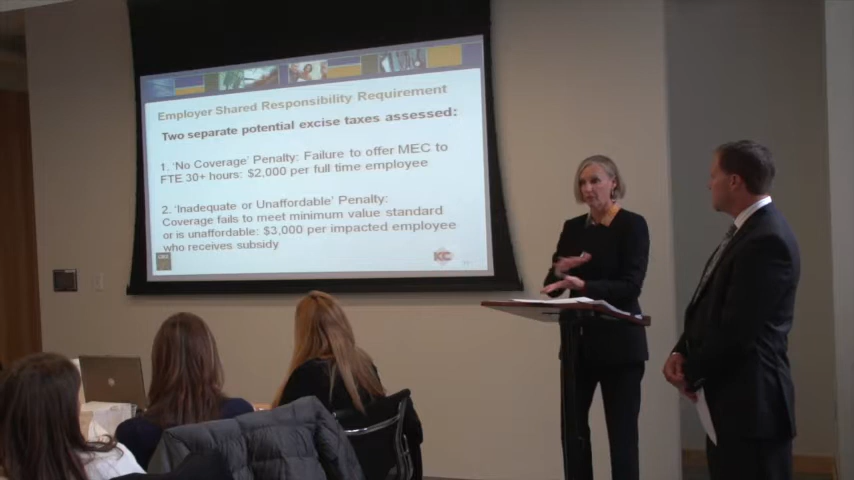 Employer Shared Responsibility Requirement
Two separate potential excise taxes assessed:
1. 'No Coverage' Penalty: Failure to offer MEC to
FTE 30+ hours: $2,000 per full time employee
2. 'Inadequate or Unaffordable' Penalty:
Coverage fails to meet minimum value standard
or is unaffordable: $3,000 per impacted employee
who receives subsidy
KC